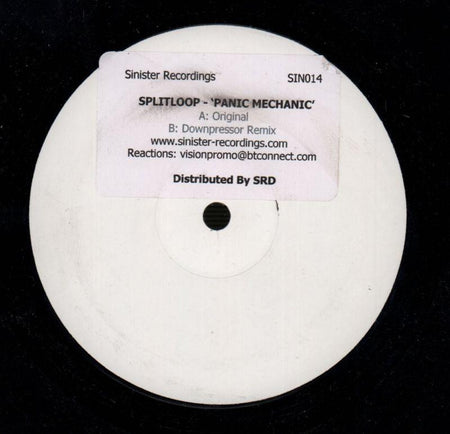 Sinister Recordings SIN014
SPLITLOOP - 'PANIC MECHANIC'
A: Original
B: Downpressor Remix
www.sinister-recordings.com
Reactions: visionpromo@btconnect.com
Distributed By SRD